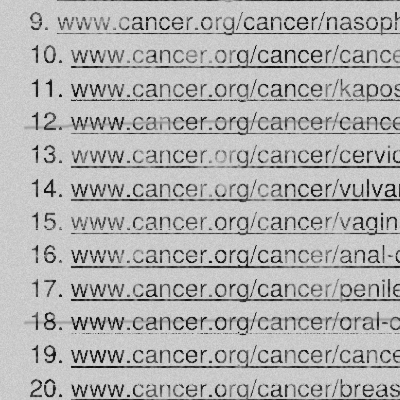 9. www.cancer.org/cancer/nasoph
10. www.cancer.org/cancer/cance
11. www.cancer.org/cancer/kapos
12. www.cancer.org/cancer/cance
13. www.cancer.org/cancer/cervic
14. www.cancer.org/cancer/vulva
15. www.cancer.org/cancer/vagin
16. www.cancer.org/cancer/anal-c
17. www.cancer.org/cancer/penile
18. www.cancer.org/cancer/oral-c
19. www.cancer.org/cancer/cance
20. www.cancer.org/cancer/breas